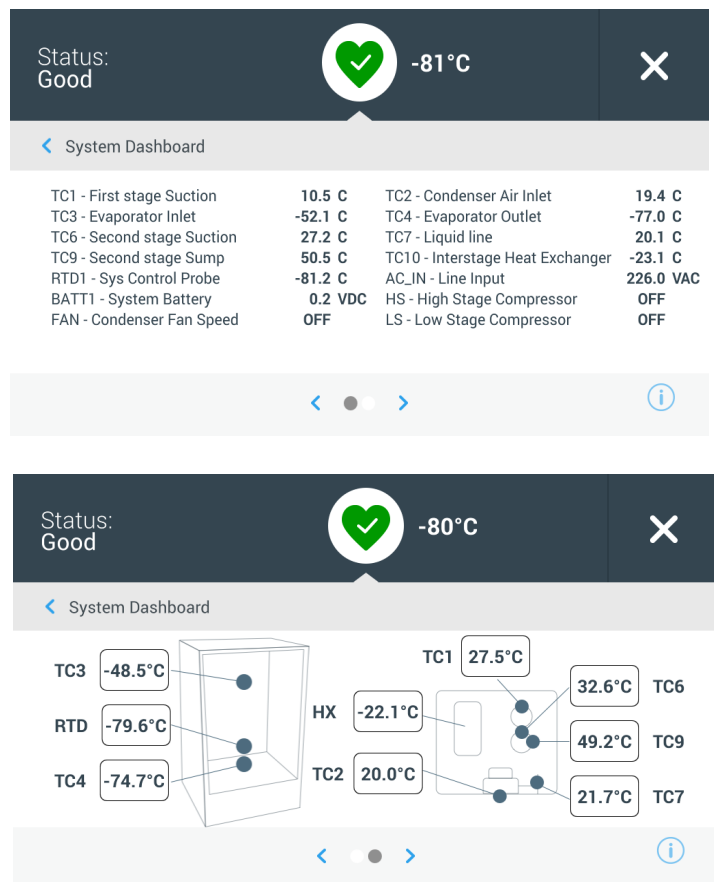 Status:
Good
-81°C
System Dashboard
TC1 - First stage Suction 10.5 C TC2 - Condenser Air Inlet 19.4 C
TC3 - Evaporator Inlet -52.1 C TC4 - Evaporator Outlet -77.0 C
TC6 - Second stage Suction 27.2 C TC7 - Liquid line 20.1 C
TC9 - Second stage Sump 50.5 C TC10 - Interstage Heat Exchanger -23.1 C
RTD1 - Sys Control Probe -81.2 C AC_IN - Line Input 226.0 VAC
BATT1 - System Battery 0.2 VDC HS - High Stage Compressor OFF
FAN - Condenser Fan Speed OFF LS - Low Stage Compressor OFF
i
Status:
Good
-80°C
System Dashboard
TC3 -48.5°C
RTD -79.6°C
TC4 -74.7°C
TC1 27.5°C
HX -22.1°C
TC2 20.0°C
32.6°C TC6
49.2°C TC9
21.7°C TC7
i